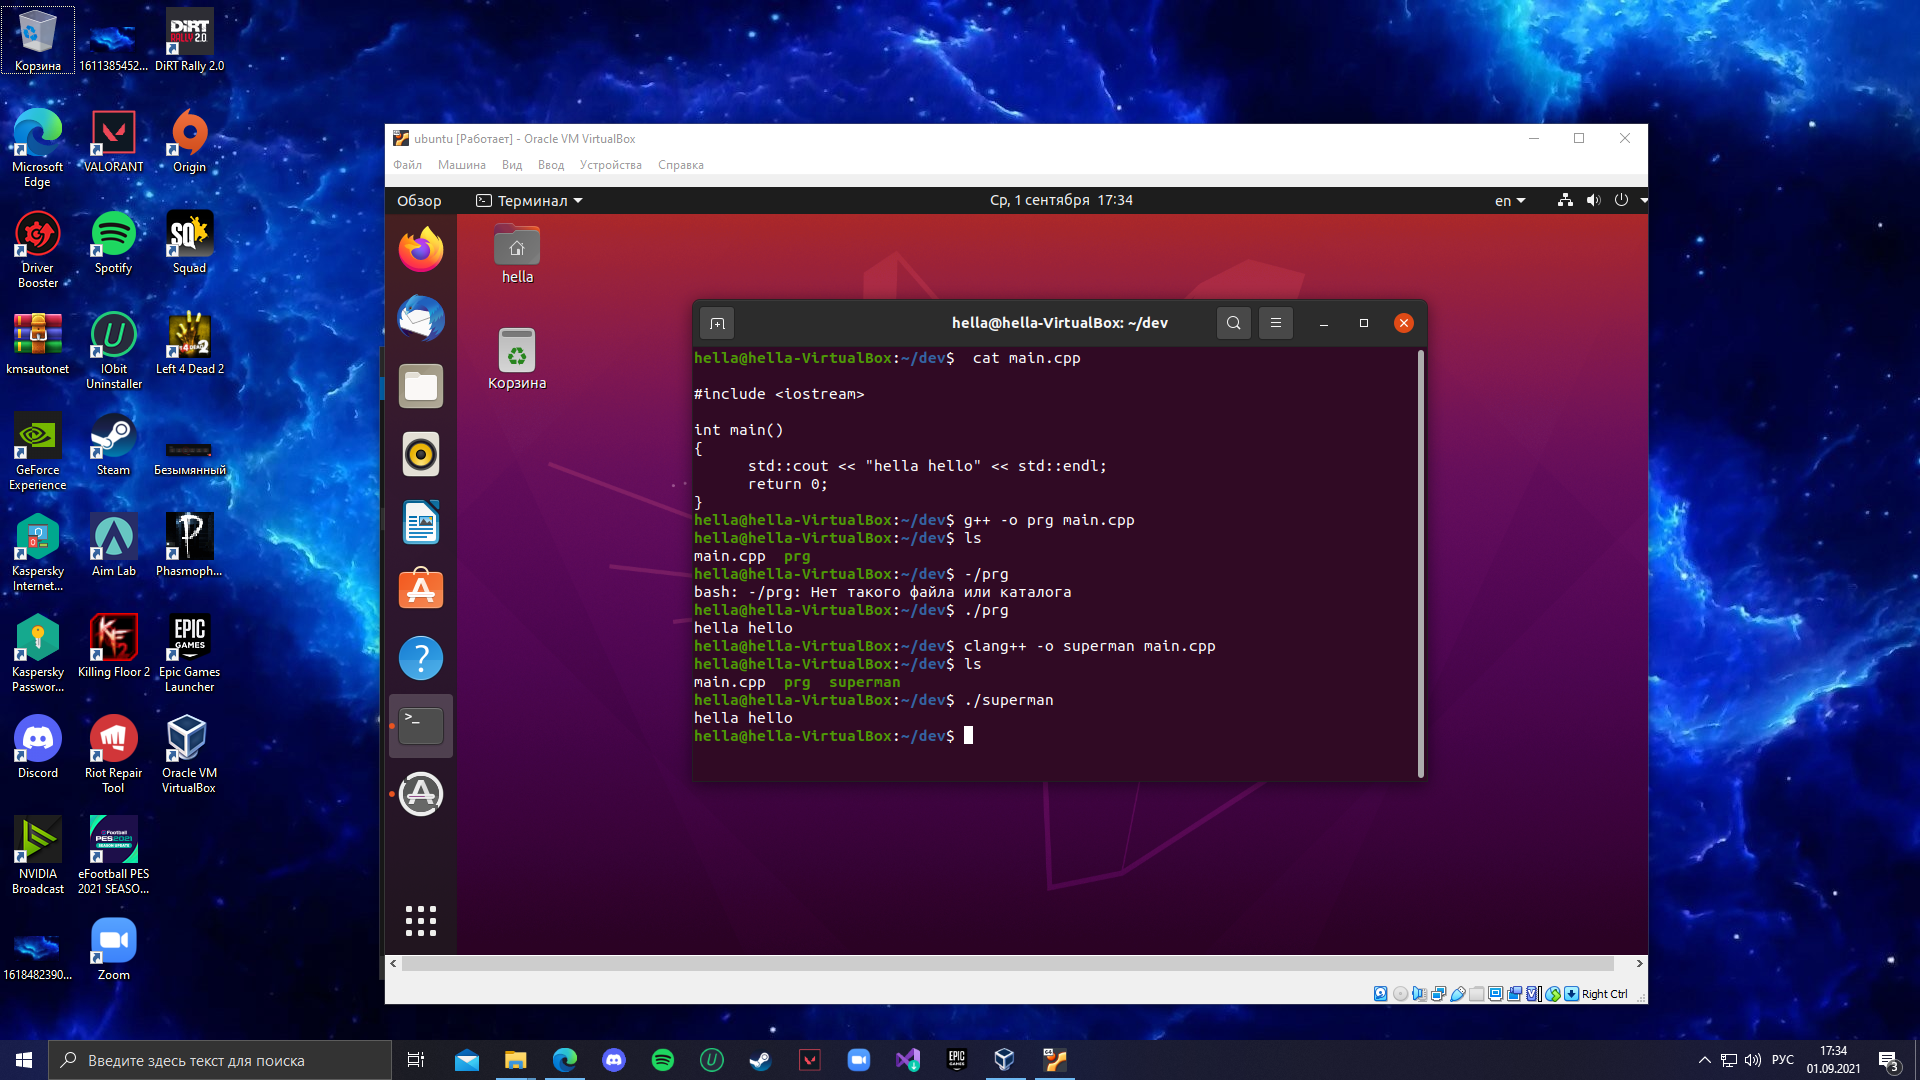 Корзина
1611385452...
DiRT Rally 2.0
Microsoft Edge
VALORANT
Origin
Driver Booster
Spotify
Squad
kmsautonet
IObit Uninstaller
Left 4 Dead 2
GeForce Experience
Steam
Безымянный
Kaspersky Internet...
Aim Lab
Phasmoph...
Kaspersky Passwor...
Killing Floor 2
Epic Games Launcher
Discord
Riot Repair Tool
Oracle VM VirtualBox
NVIDIA Broadcast
eFootball PES 2021 SEASO...
1618482390...
Zoom
ubuntu [Работает] - Oracle VM VirtualBox
Файл Машина Вид Ввод Устройства Справка
Обзор Терминал Ср, 1 сентября 17:34 en
hella
Корзина
hella@hella-VirtualBox: ~/dev
hella@hella-VirtualBox:~/dev$  cat main.cpp
#include <iostream>
int main()
{
std::cout << "hella hello" << std::endl;
return 0;
}
hella@hella-VirtualBox:~/dev$ g++ -o prg main.cpp
hella@hella-VirtualBox:~/dev$ ls
main.cpp  prg
hella@hella-VirtualBox:~/dev$ -/prg
bash: -/prg: Нет такого файла или каталога
hella@hella-VirtualBox:~/dev$ ./prg
hella hello
hella@hella-VirtualBox:~/dev$ clang++ -o superman main.cpp
hella@hella-VirtualBox:~/dev$ ls
main.cpp  prg  superman
hella@hella-VirtualBox:~/dev$ ./superman
hella hello
hella@hella-VirtualBox:~/dev$
Right Ctrl
Введите здесь текст для поиска
РУС
17:34
01.09.2021
3